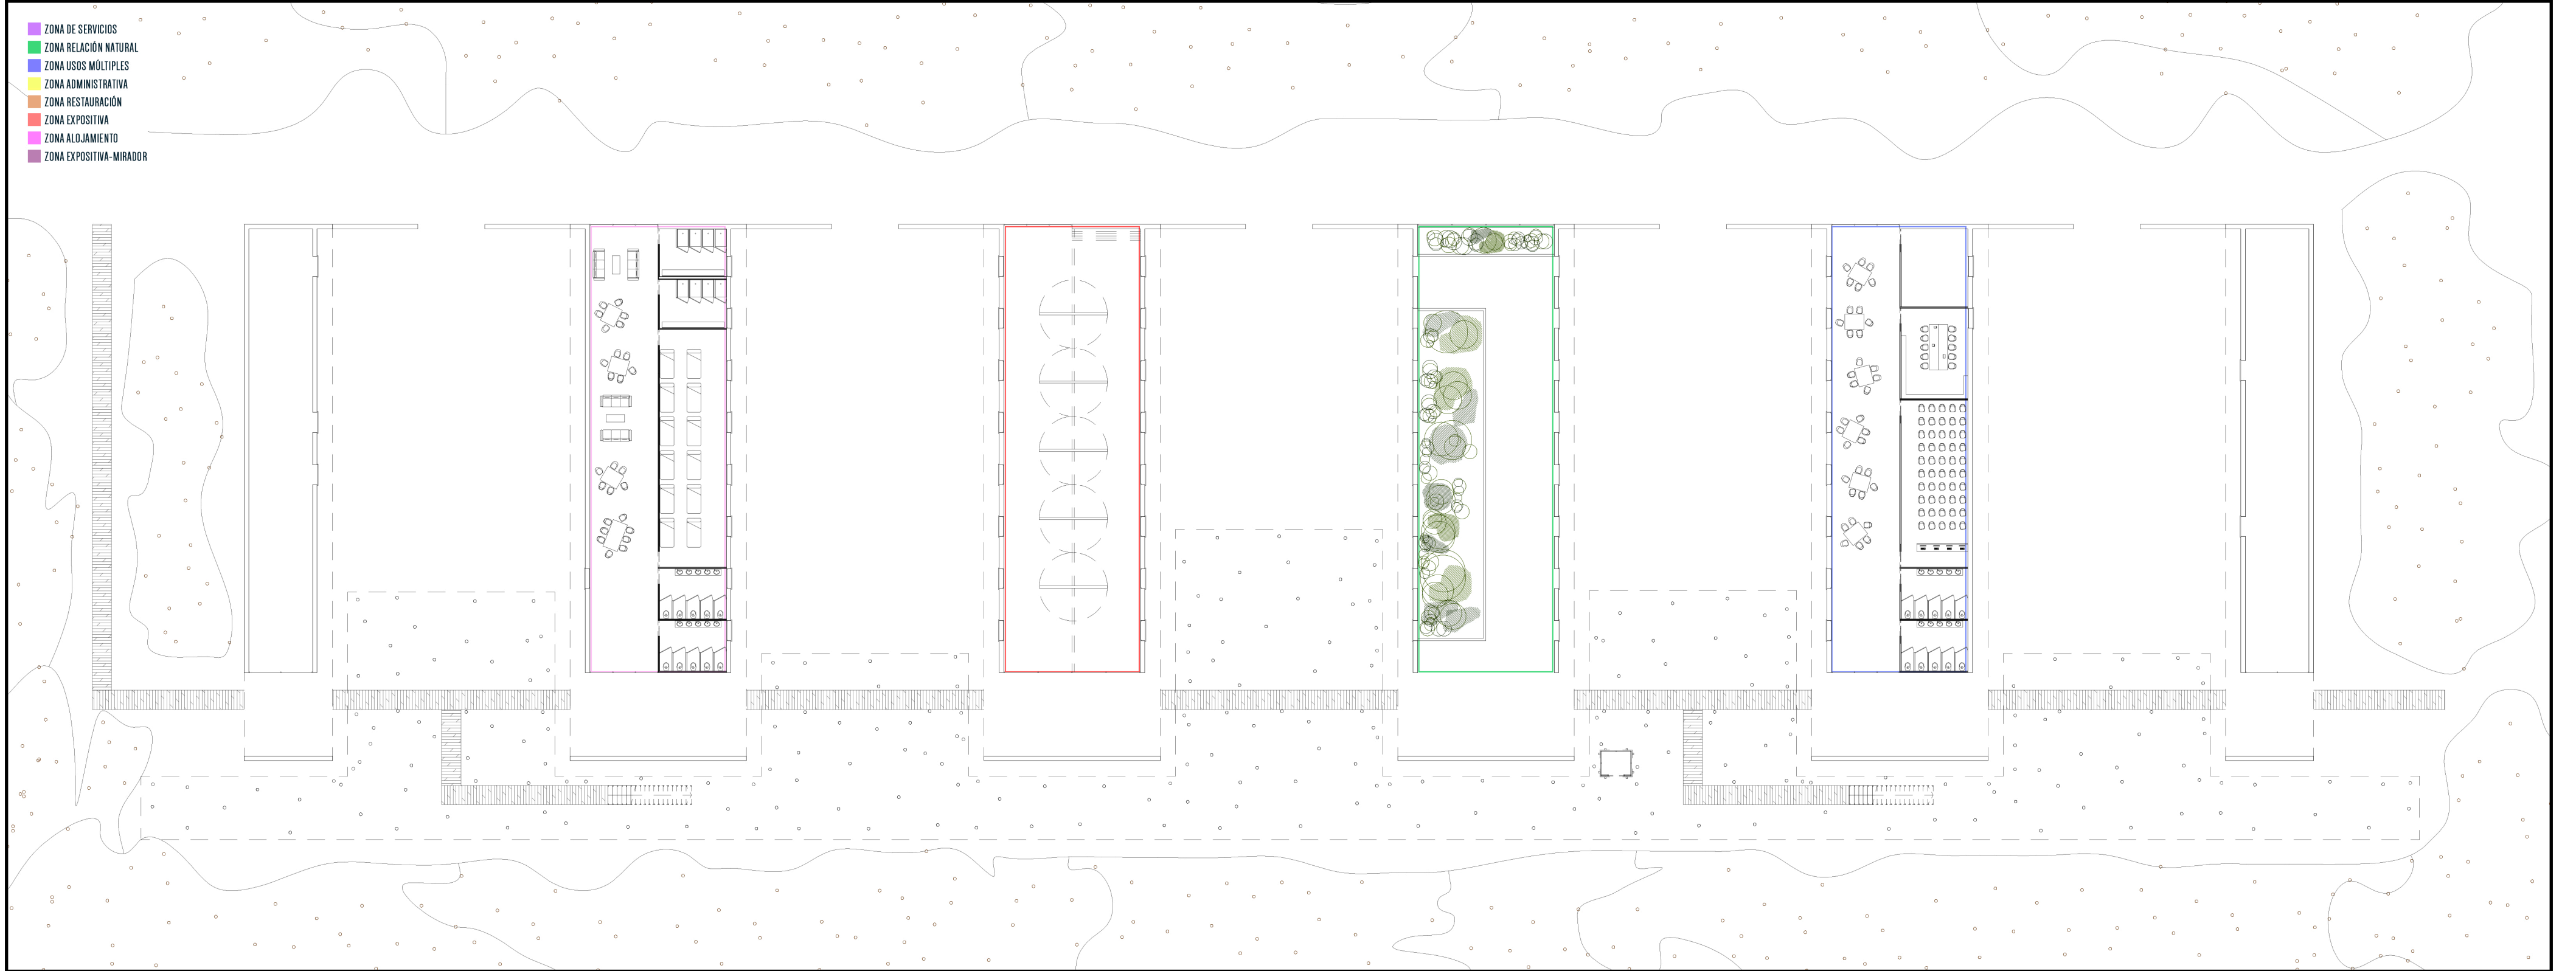 ZONA DE SERVICIOS
ZONA RELACIÓN NATURAL
ZONA USOS MÚLTIPLES
ZONA ADMINISTRATIVA
ZONA RESTAURACIÓN
ZONA EXPOSITIVA
ZONA ALOJAMIENTO
ZONA EXPOSITIVA-MIRADOR